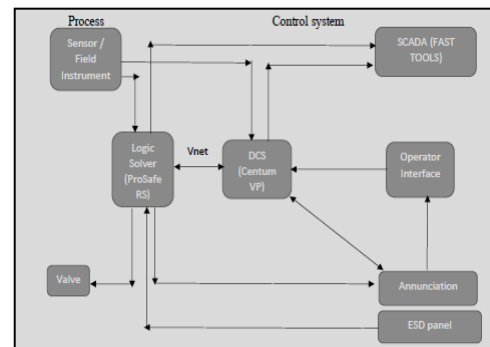 Process
Control system
Sensor /
Field
Instrument
SCADA (FAST
TOOLS)
Logic
Solver
(ProSafe
RS)
Vnet
DCS
(Centum
VP)
Operator
Interface
Valve
Annunciation
ESD panel